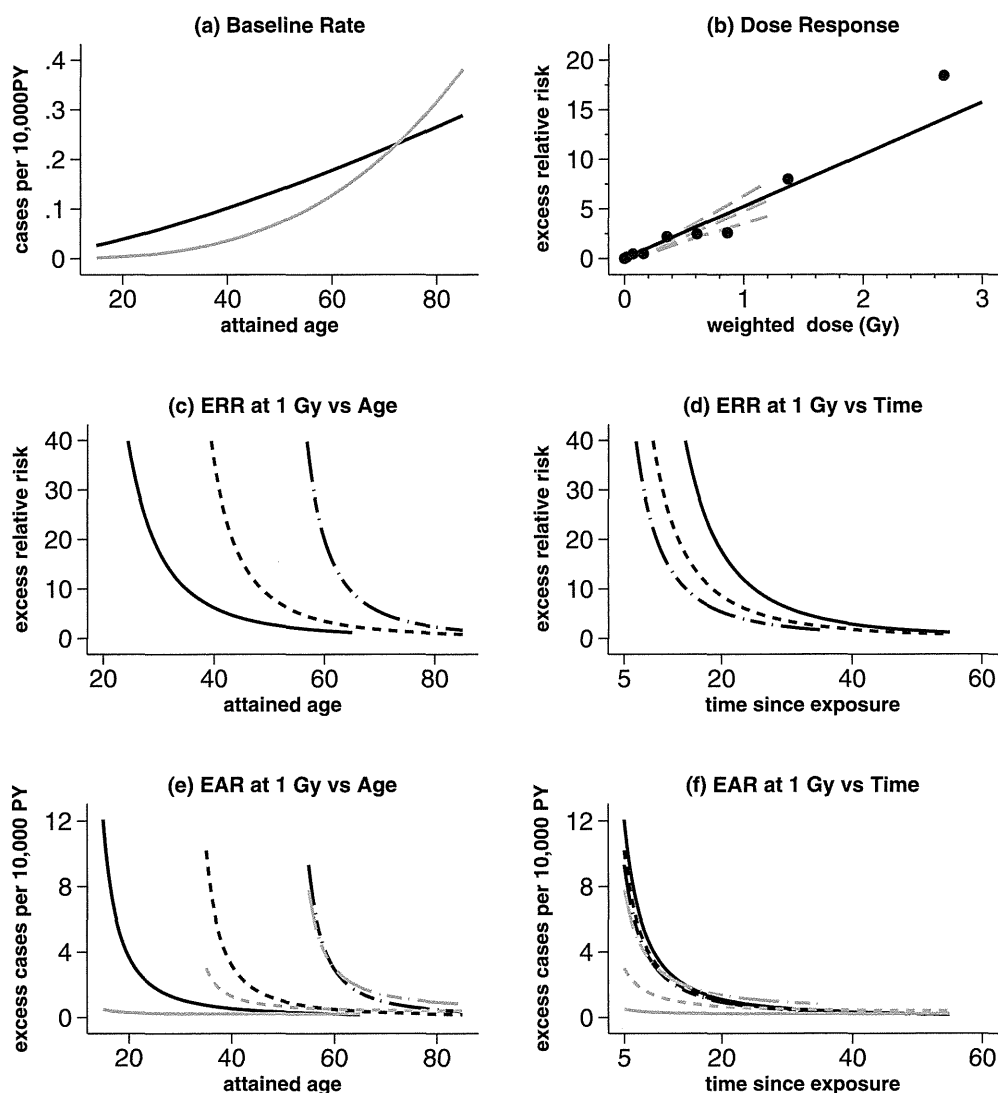 (a) Baseline Rate
cases per 10,000PY
.4
.3
.2
.1
0
20 40 60 80
attained age
(b) Dose Response
excess relative risk
20
15
10
5
0
0 1 2 3
weighted dose (Gy)
(c) ERR at 1 Gy vs Age
excess relative risk
40
30
20
10
0
20 40 60 80
attained age
(d) ERR at 1 Gy vs Time
excess relative risk
40
30
20
10
0
5 20 40 60
time since exposure
(e) EAR at 1 Gy vs Age
excess cases per 10,000 PY
12
8
4
0
20 40 60 80
attained age
(f) EAR at 1 Gy vs Time
excess cases per 10,000 PY
12
8
4
0
5 20 40 60
time since exposure